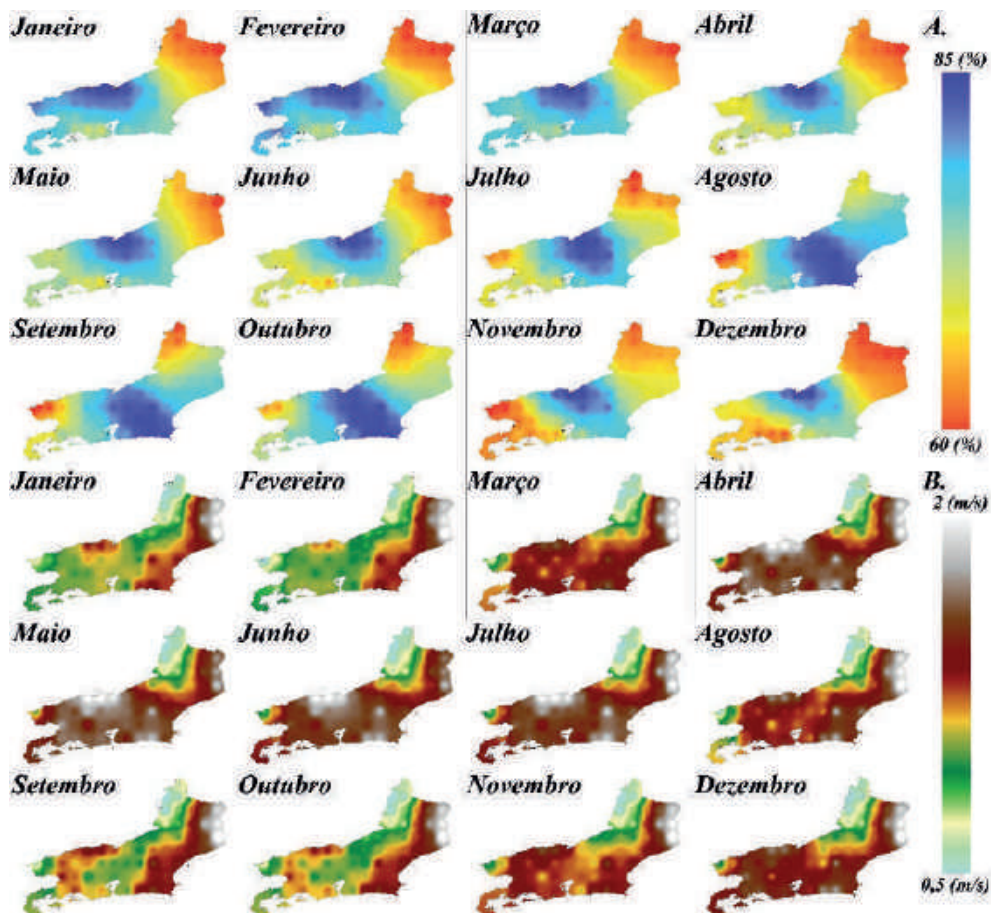 Janeiro Fevereiro Março Abril A.
85 (%)
Maio Junho Julho Agosto
Setembro Outubro Novembro Dezembro
60 (%)
Janeiro Fevereiro Março Abril B.
2 (m/s)
Maio Junho Julho Agosto
Setembro Outubro Novembro Dezembro
0,5 (m/s)